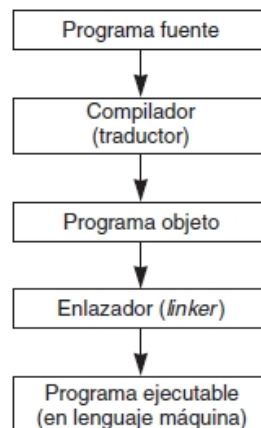 Programa fuente
Compilador
(traductor)
Programa objeto
Enlazador (linker)
Programa ejecutable
(en lenguaje máquina)